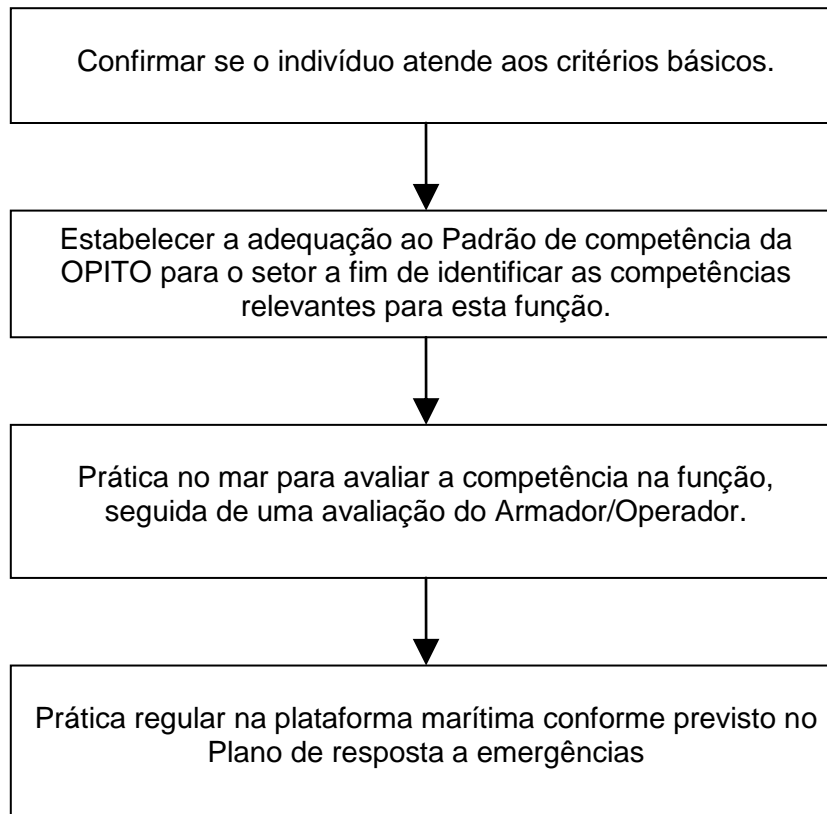 Confirmar se o indivíduo atende aos critérios básicos.
Estabelecer a adequação ao Padrão de competência da
OPITO para o setor a fim de identificar as competências
relevantes para esta função.
Prática no mar para avaliar a competência na função,
seguida de uma avaliação do Armador/Operador.
Prática regular na plataforma marítima conforme previsto no
Plano de resposta a emergências